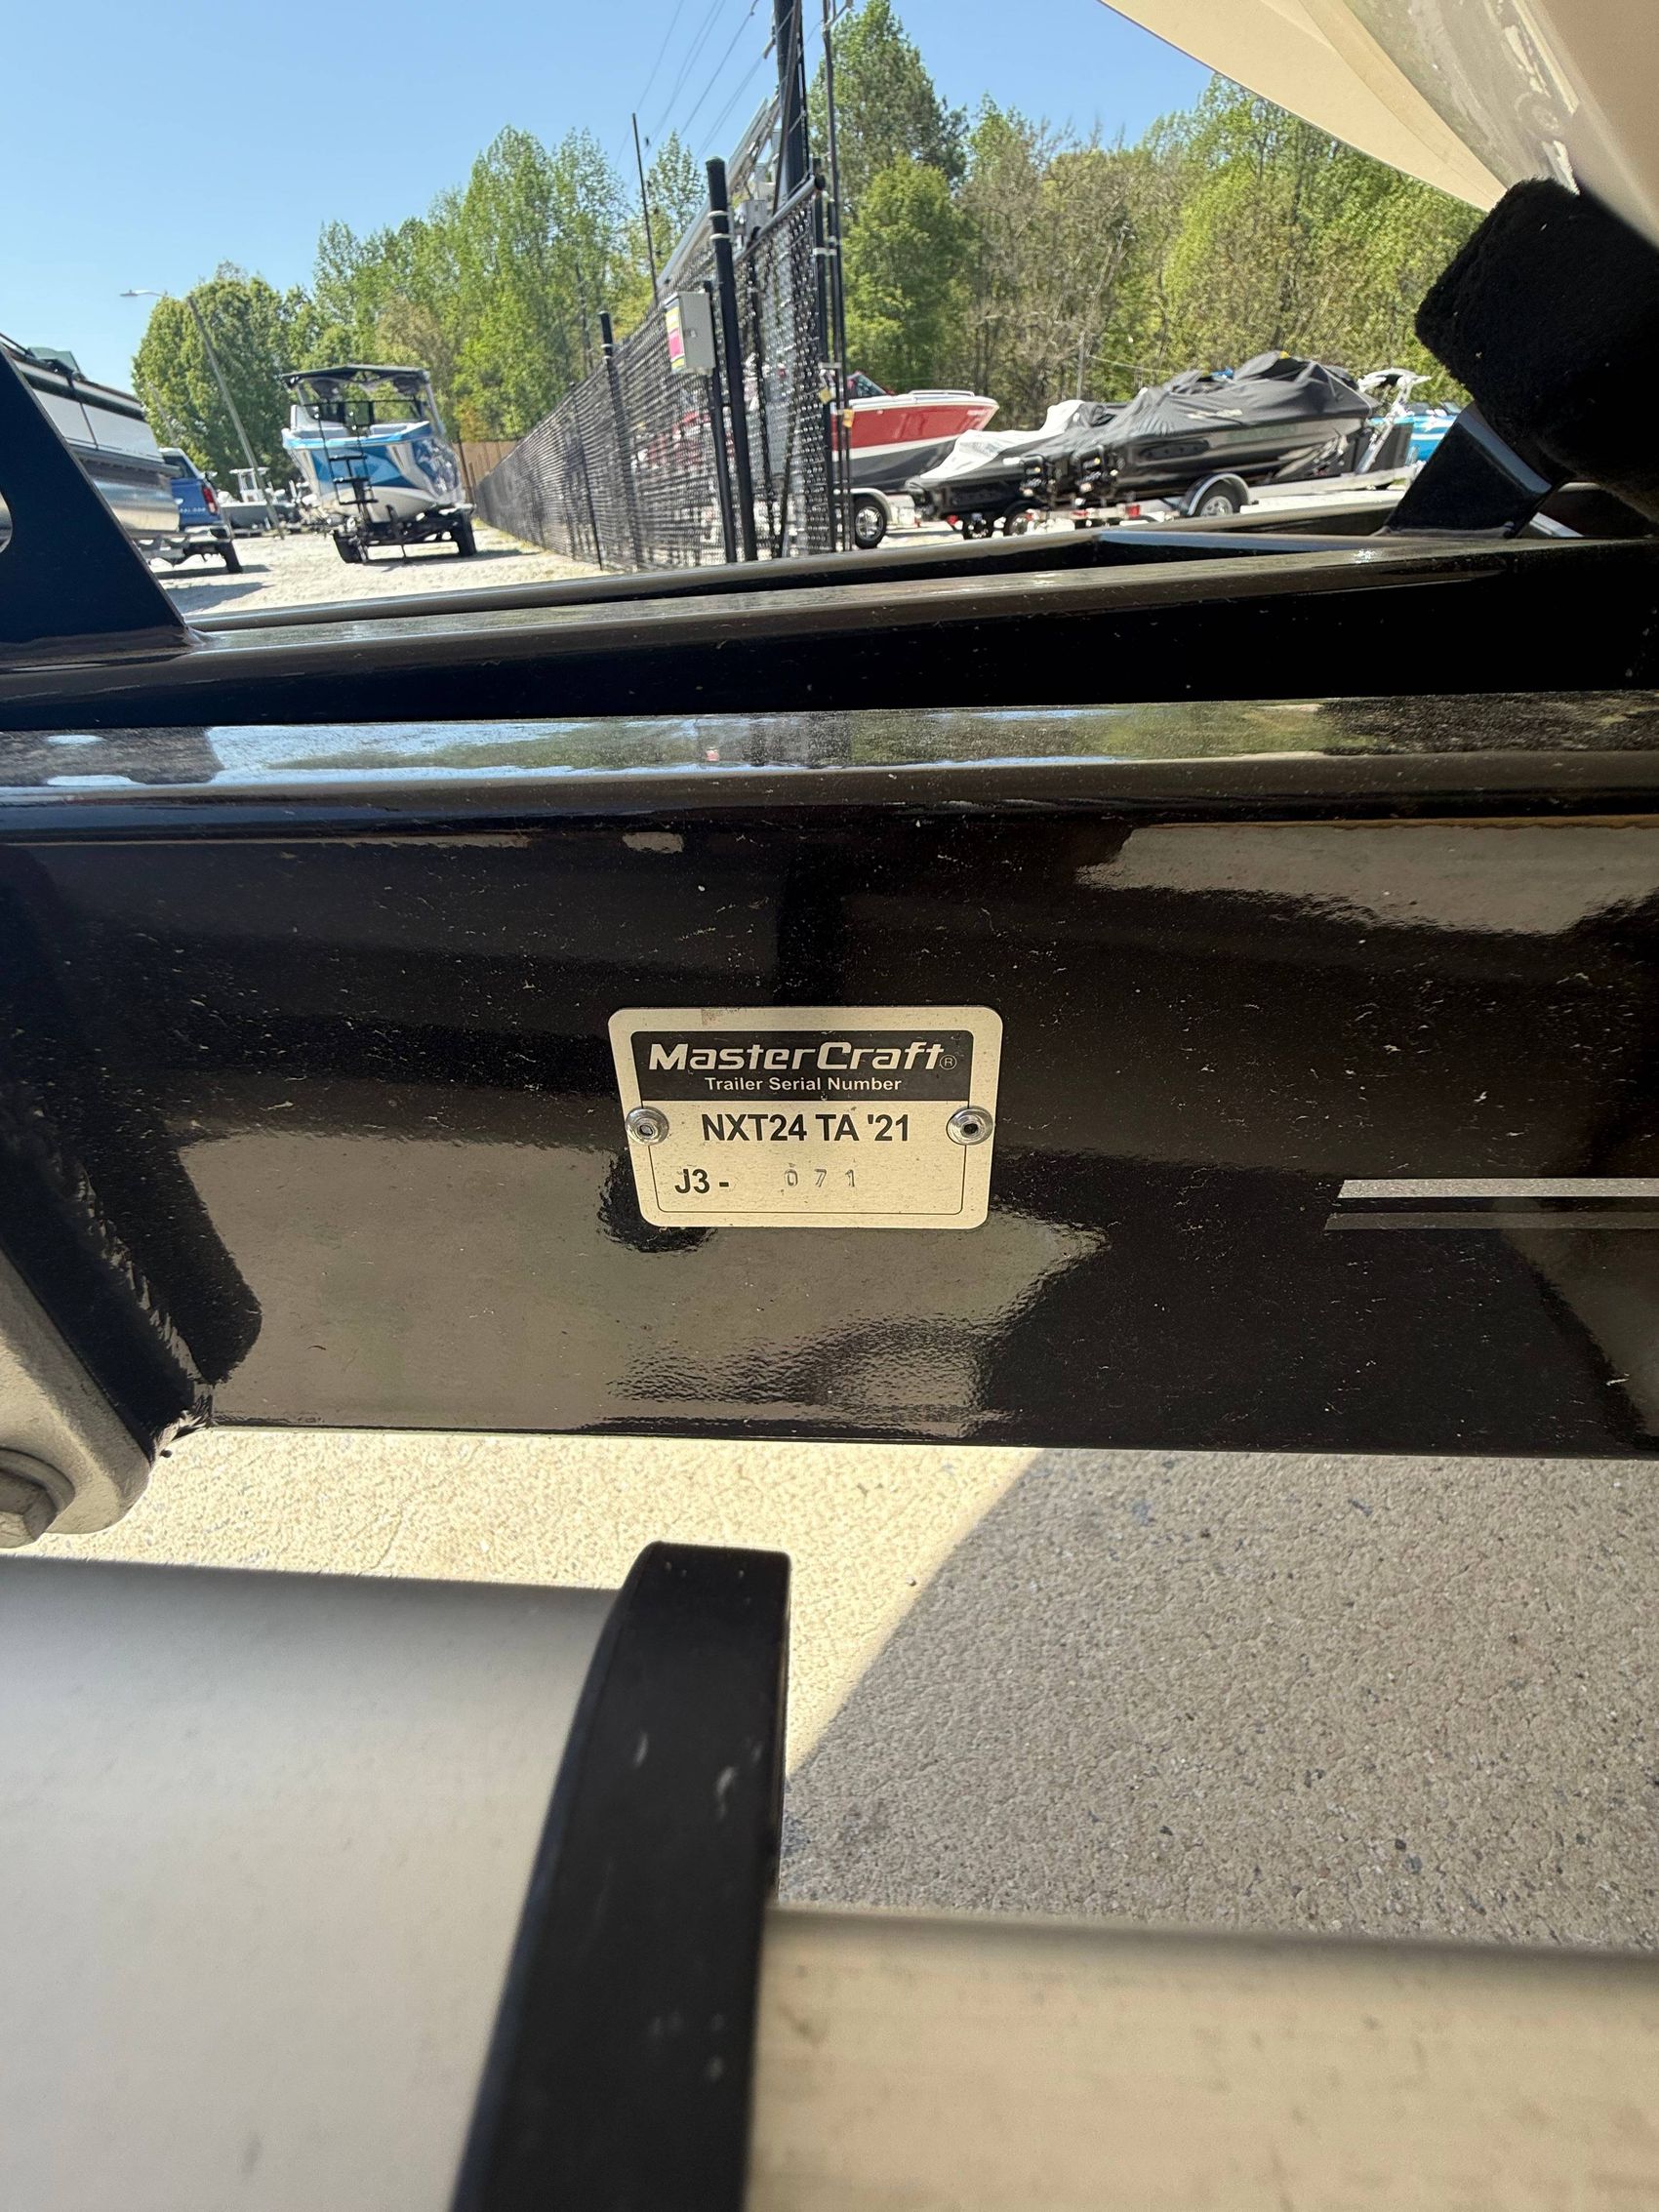 MasterCraft®
Trailer Serial Number
NXT24 TA '21
J3 - 071